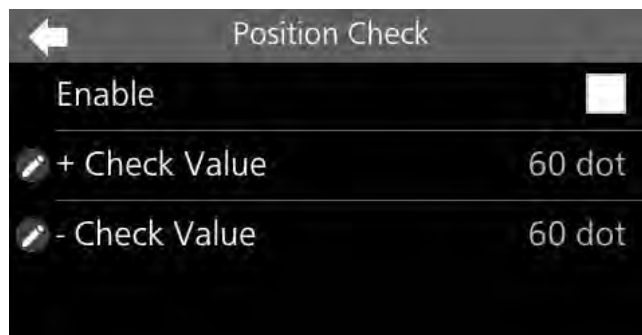 Position Check
Enable
+ Check Value 60 dot
- Check Value 60 dot